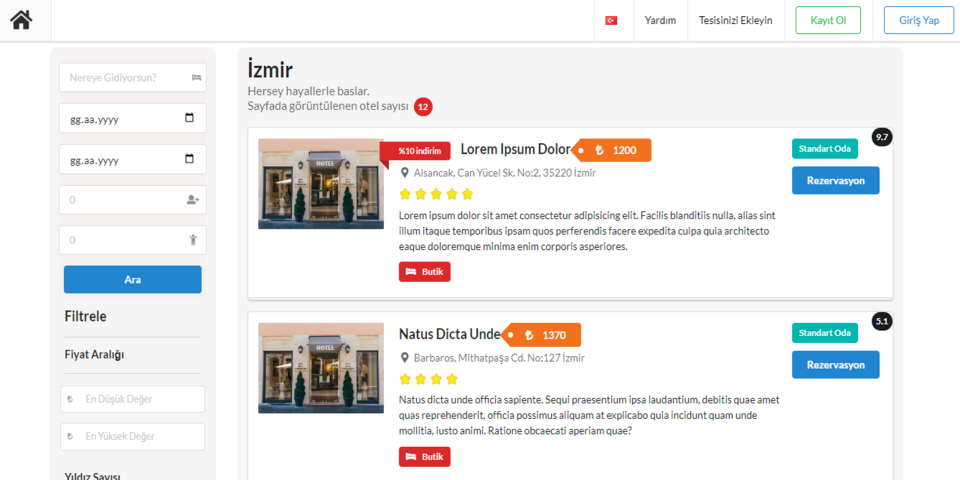 Yardım
Tesisinizi Ekleyin
Kayıt Ol
Giriş Yap
Nereye Gidiyorsun?
gg.aa.yyyy
gg.aa.yyyy
0
0
Ara
Filtrele
Fiyat Aralığı
₺ En Düşük Değer
₺ En Yüksek Değer
Yıldız Sayısı
İzmir
Hersey hayallerle baslar.
Sayfada görüntülenen otel sayısı 12
HOTEL
%10 indirim
Lorem Ipsum Dolor
₺ 1200
Standart Oda
9.7
Alsancak, Can Yücel Sk. No:2, 35220 İzmir
Rezervasyon
Lorem ipsum dolor sit amet consectetur adipisicing elit. Facilis blanditiis nulla, alias sint
illum itaque temporibus ipsam quos perferendis facere expedita culpa quia architecto
eaque doloremque minima enim corporis asperiores.
Butik
HOTEL
Natus Dicta Unde
₺ 1370
Standart Oda
5.1
Barbaros, Mithatpaşa Cd. No:127 İzmir
Rezervasyon
Natus dicta unde officia sapiente. Sequi praesentium ipsa laudantium, debitis quae amet
quas reprehenderit, officia possimus aliquam at explicabo quia incidunt quam unde
mollitia, iusto animi. Ratione obcaecati aperiam quae?
Butik